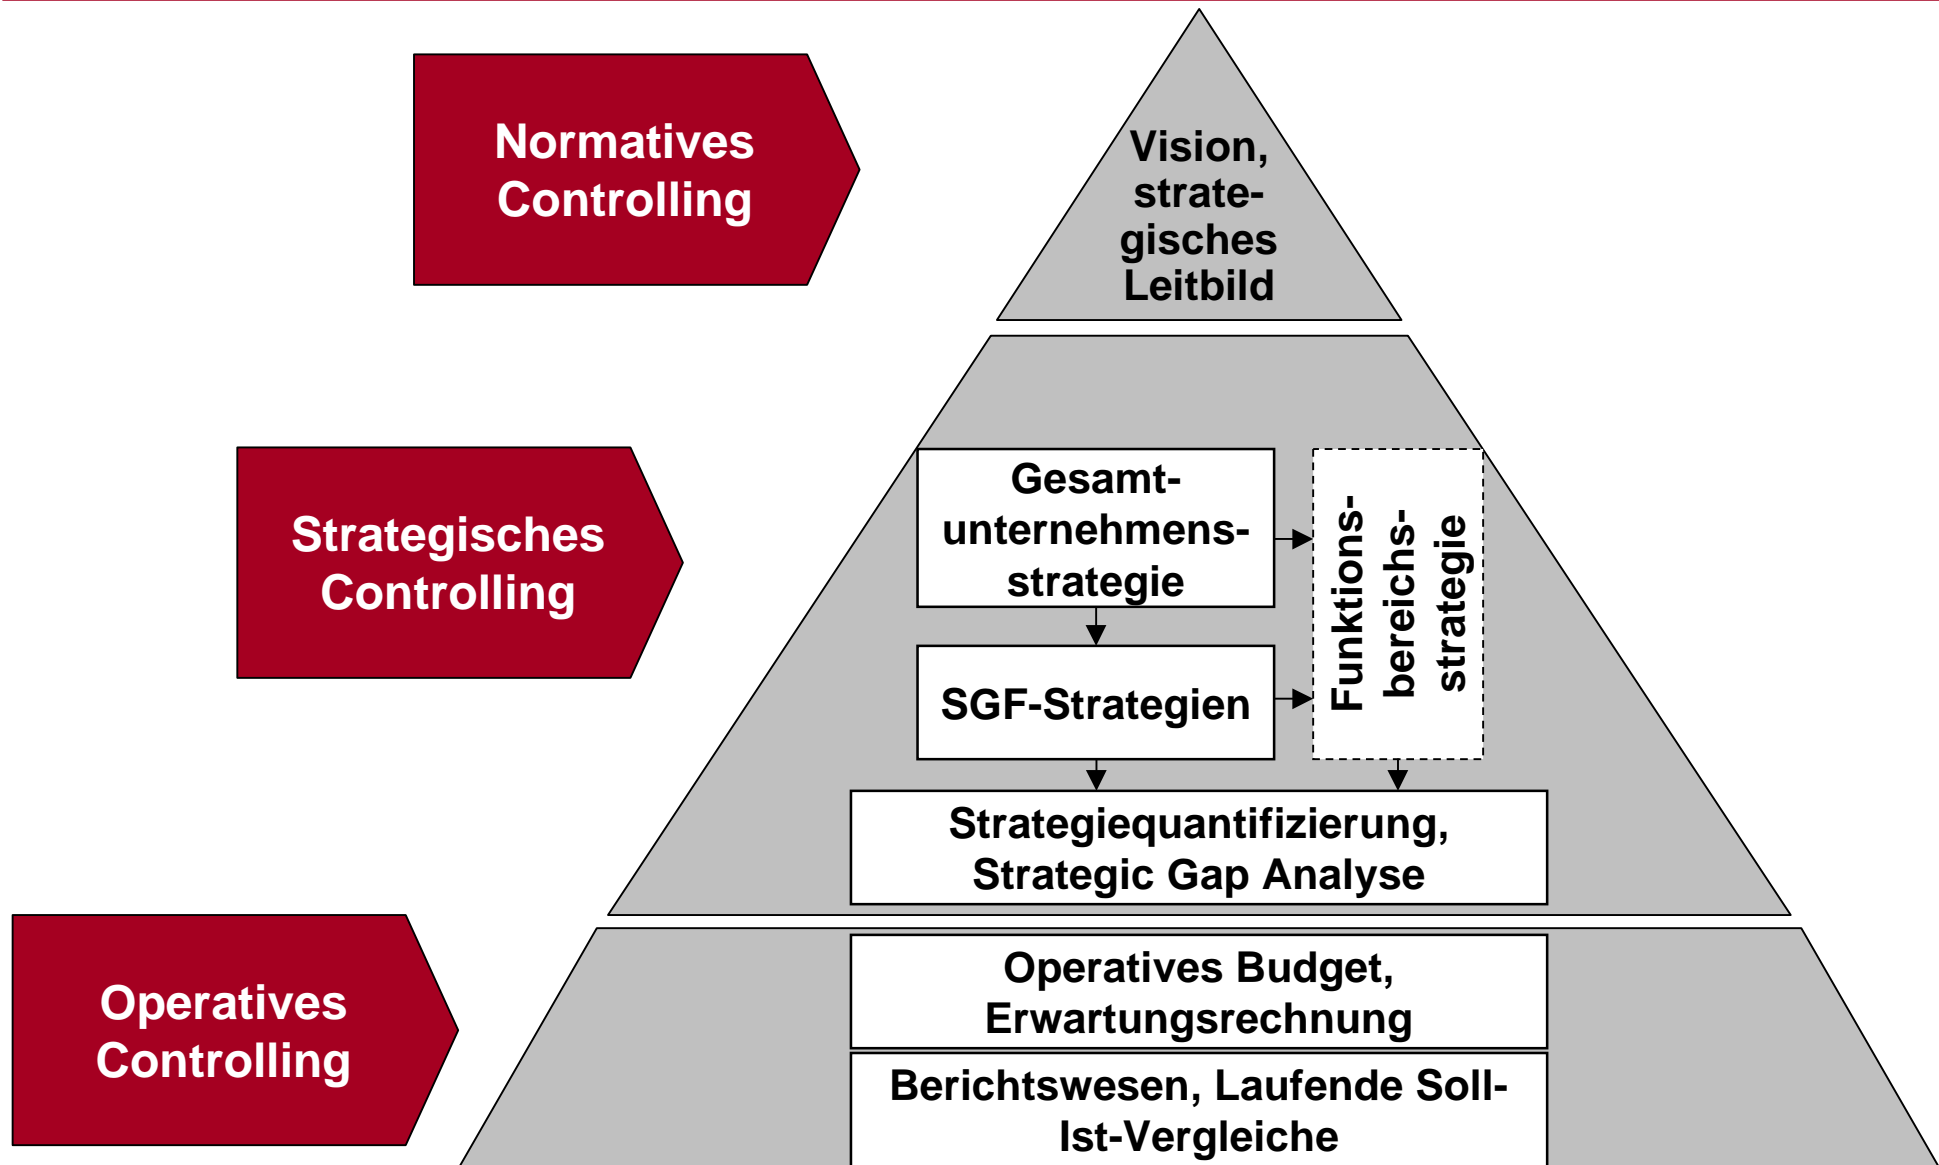 Normatives
Controlling
Vision,
strate-
gisches
Leitbild
Strategisches
Controlling
Gesamt-
unternehmens-
strategie
Funktions-
bereichs-
strategie
SGF-Strategien
Strategiequantifizierung,
Strategic Gap Analyse
Operatives
Controlling
Operatives Budget,
Erwartungsrechnung
Berichtswesen, Laufende Soll-
Ist-Vergleiche